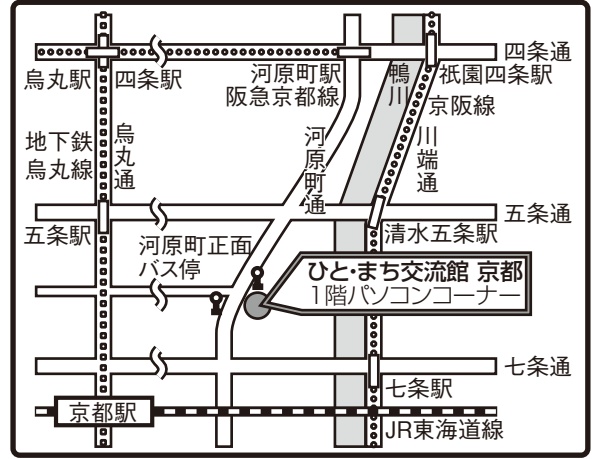 四条通
烏丸駅
四条駅
河原町駅
阪急京都線
鴨川
祇園四条駅
京阪線
地下鉄
烏丸線
烏丸通
河原町通
川端通
五条通
五条駅
清水五条駅
河原町正面
バス停
ひと・まち交流館 京都
1階パソコンコーナー
七条通
七条駅
京都駅
JR東海道線